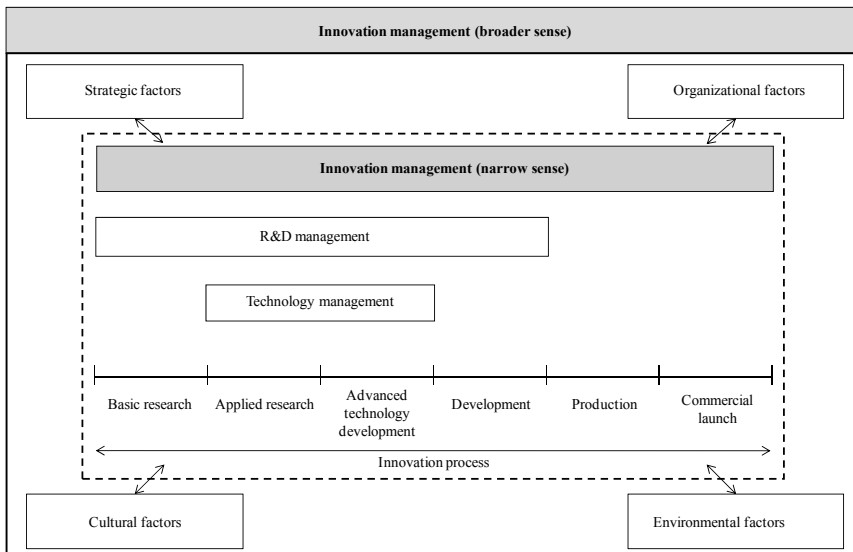 Innovation management (broader sense)
Strategic factors
Organizational factors
Innovation management (narrow sense)
R&D management
Technology management
Basic research
Applied research
Advanced
technology
development
Development
Production
Commercial
launch
Innovation process
Cultural factors
Environmental factors